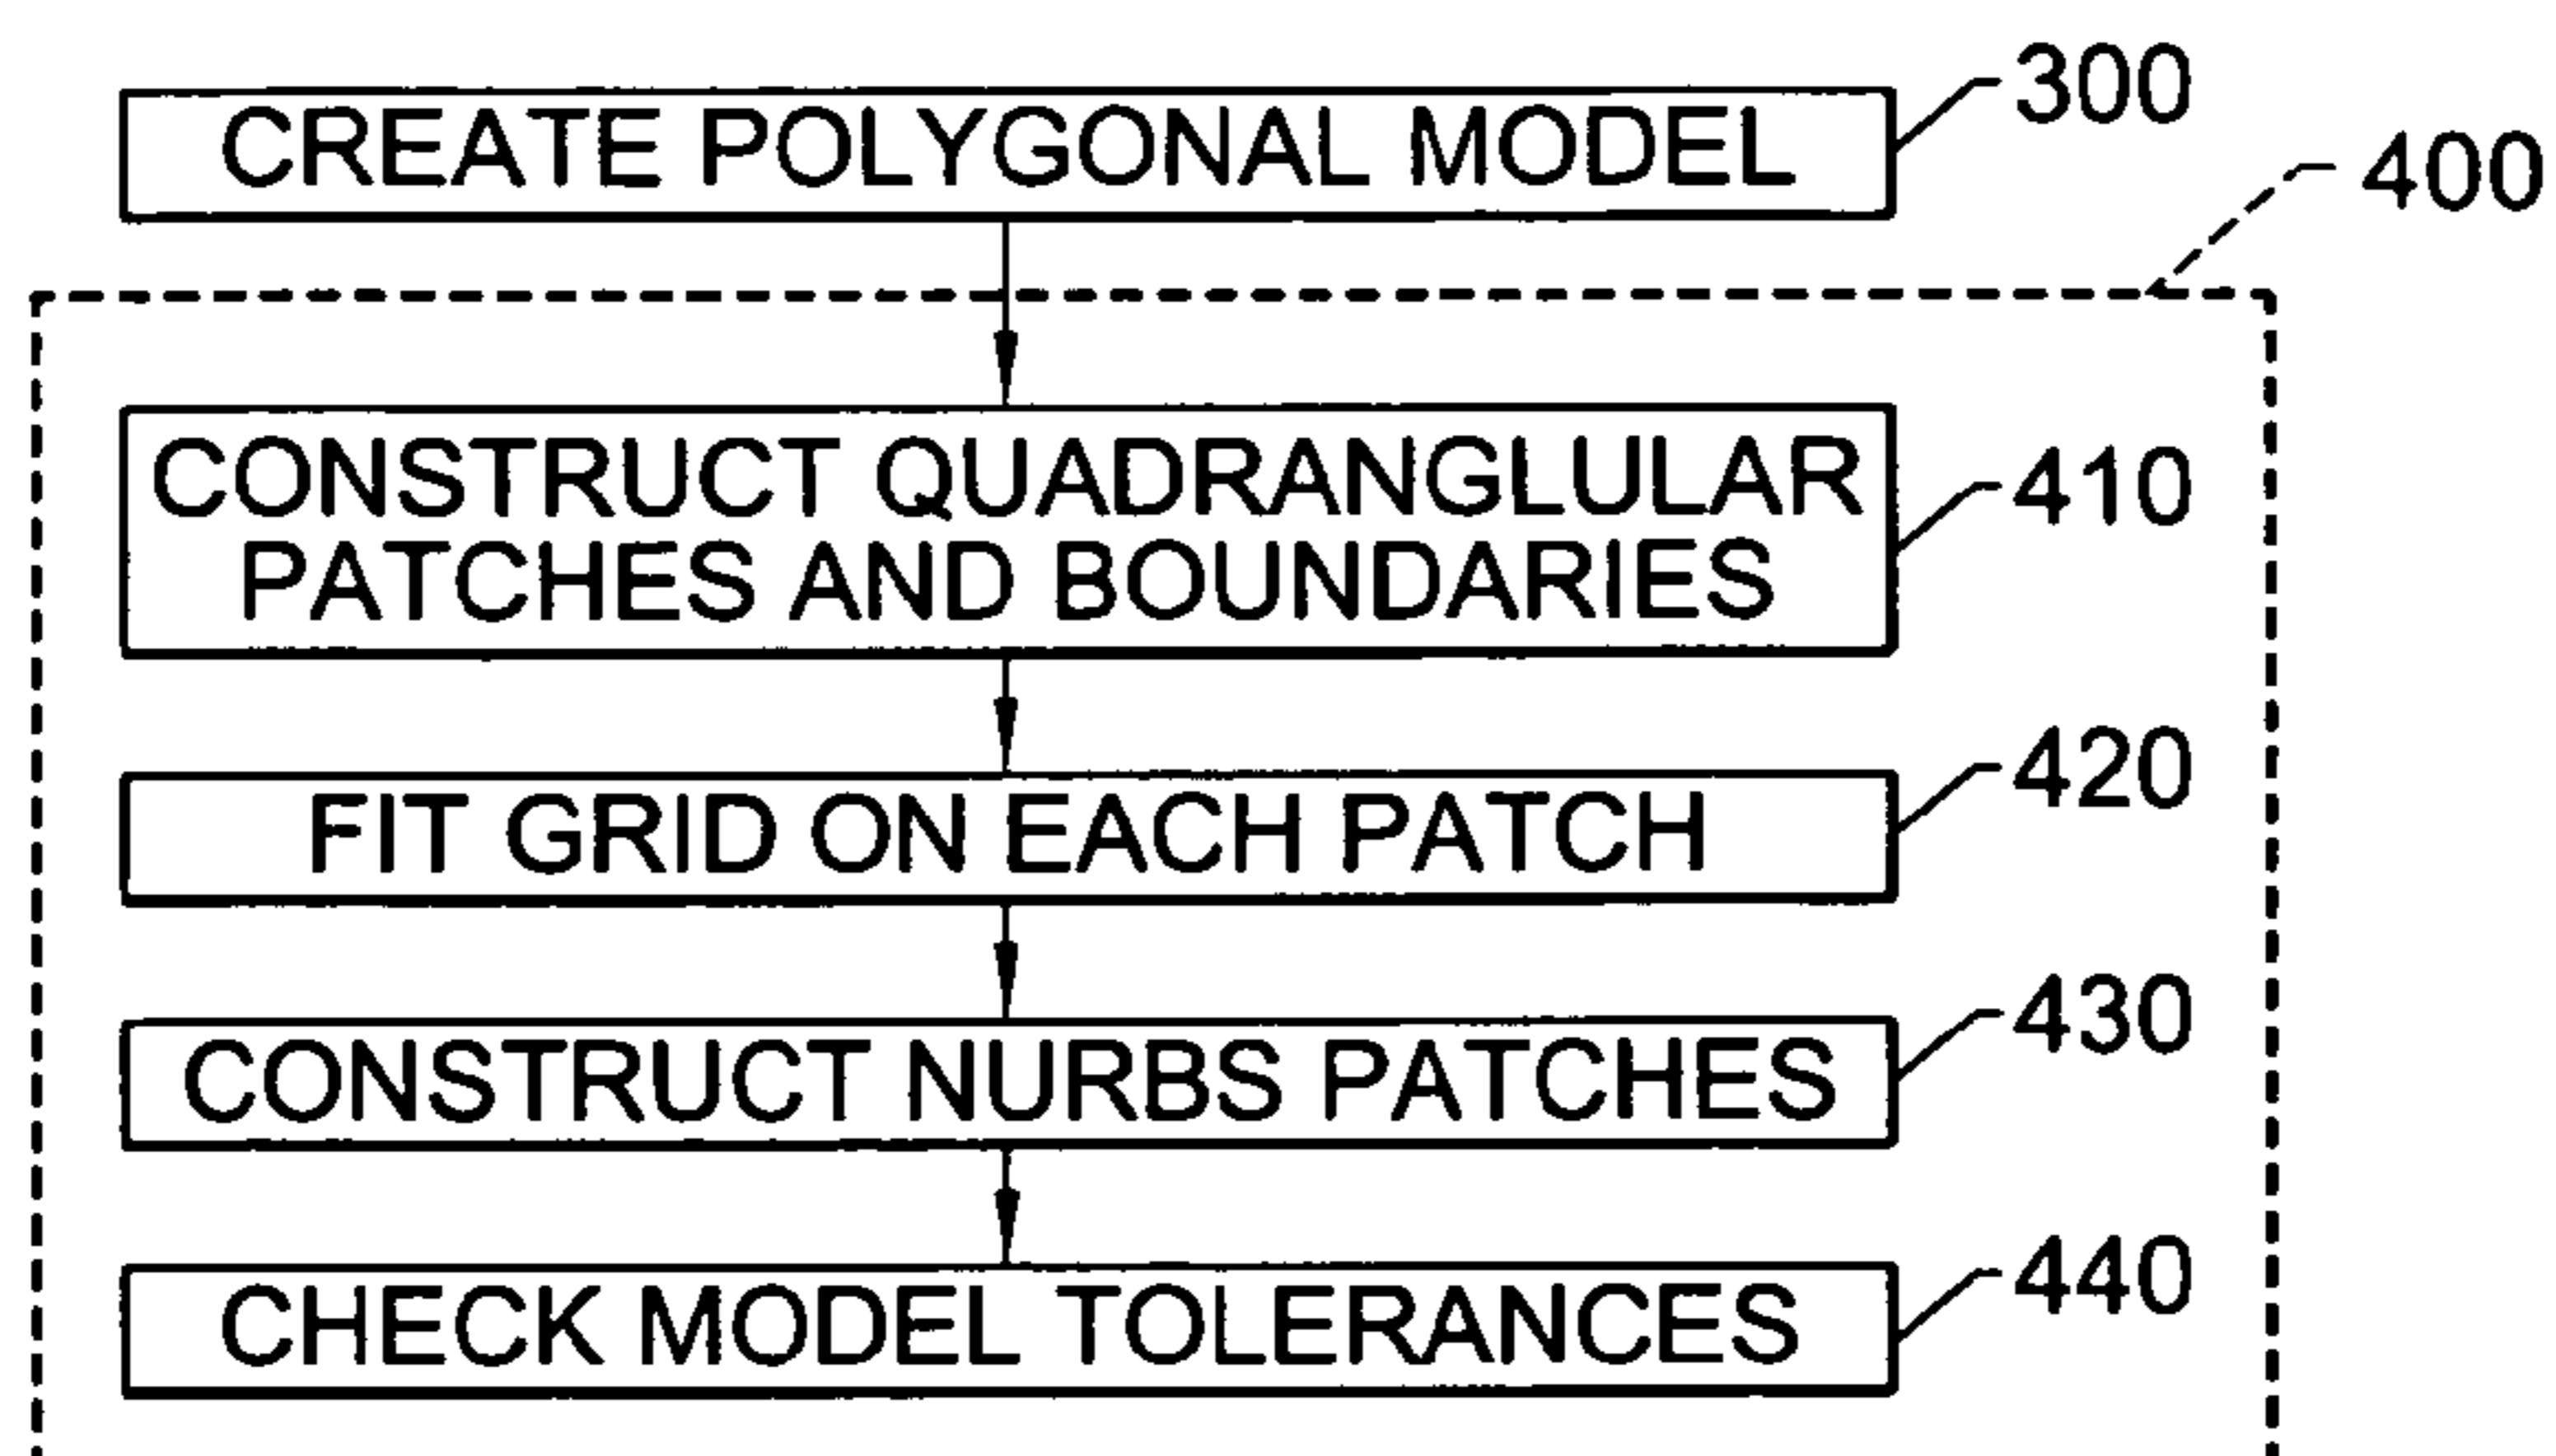 CREATE POLYGONAL MODEL
300
400
CONSTRUCT QUADRANGLULAR
PATCHES AND BOUNDARIES
410
FIT GRID ON EACH PATCH
420
CONSTRUCT NURBS PATCHES
430
CHECK MODEL TOLERANCES
440